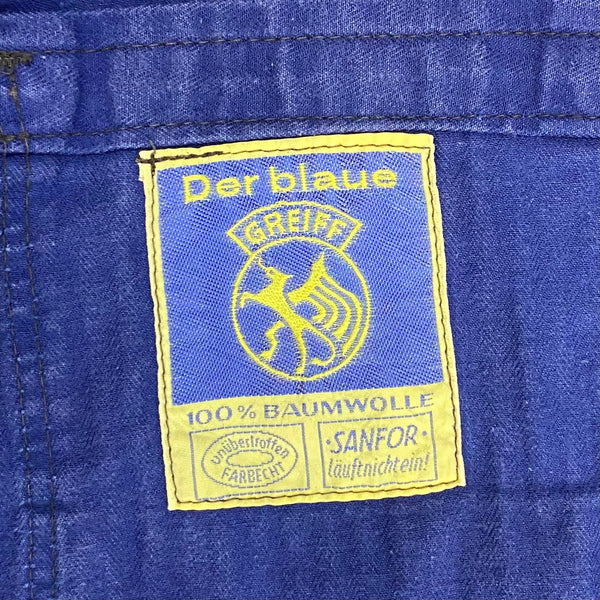 Der blaue
GREIFF
100% BAUMWOLLE
unübertroffen
FARBECHT
·SANFOR·
läuft nicht ein!